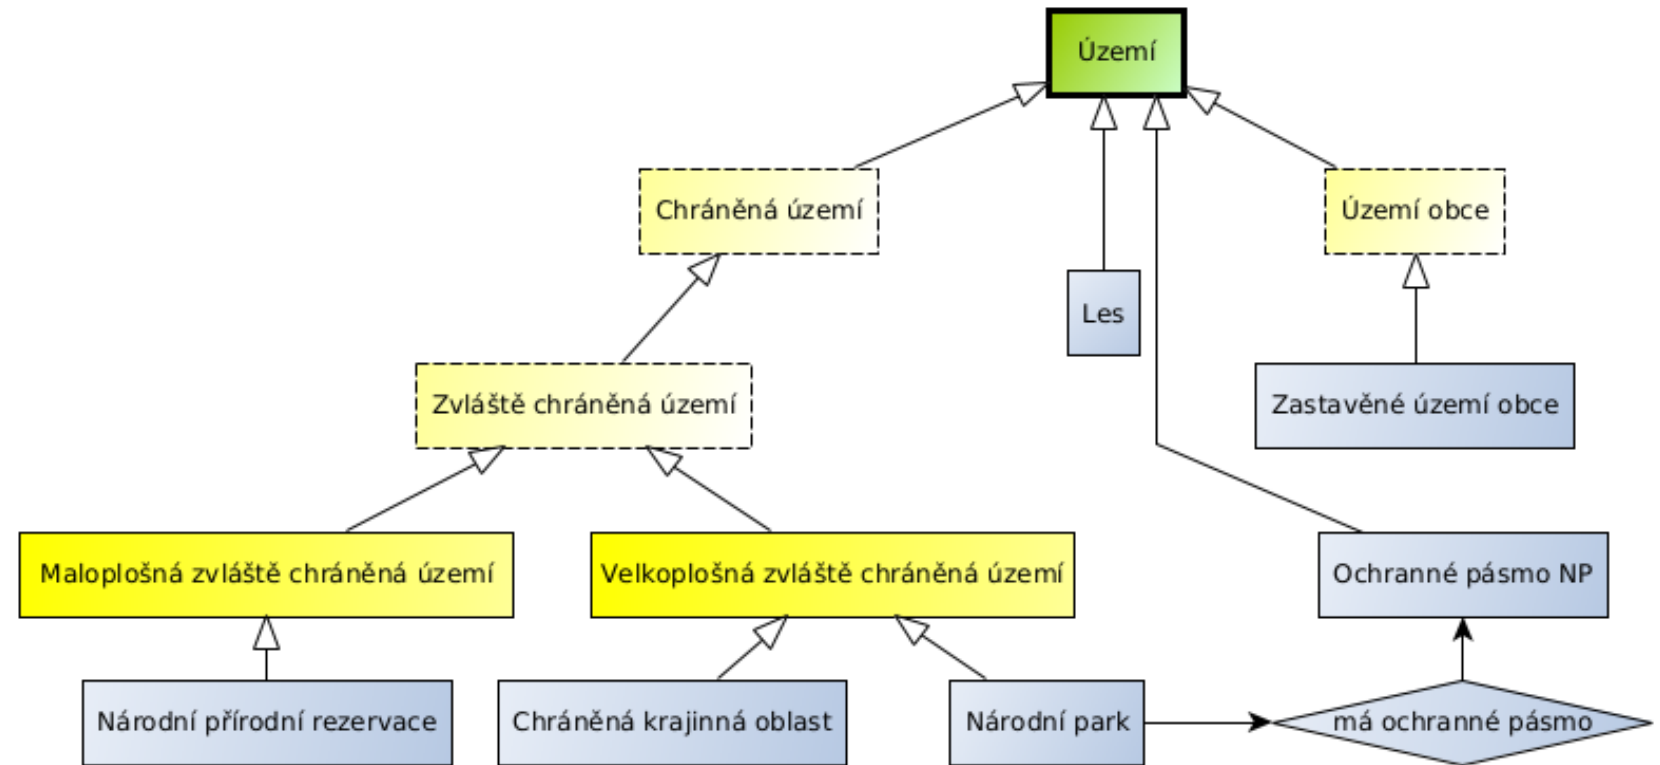 Území
Chráněná území
Území obce
Les
Zvláště chráněná území
Zastavěné území obce
Maloplošná zvláště chráněná území
Velkoplošná zvláště chráněná území
Ochranné pásmo NP
Národní přírodní rezervace
Chráněná krajinná oblast
Národní park
má ochranné pásmo